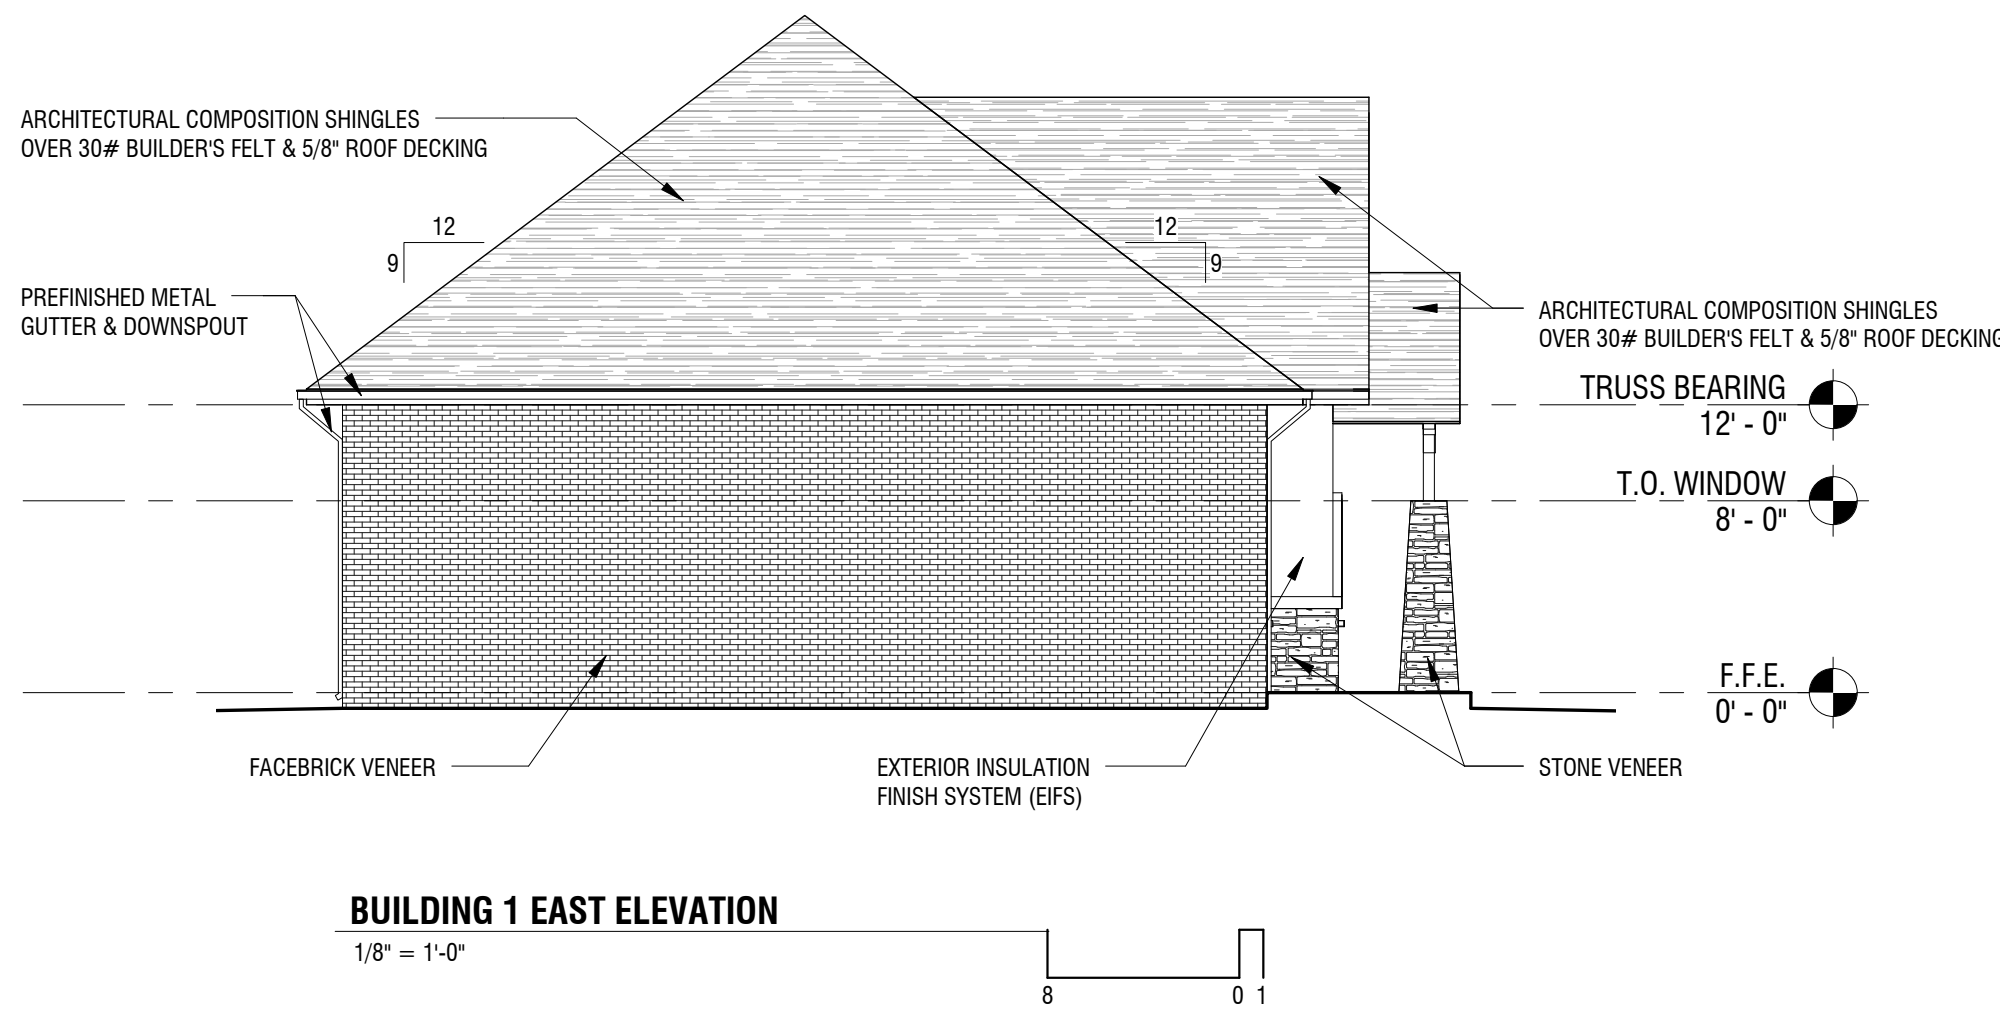 ARCHITECTURAL COMPOSITION SHINGLES
OVER 30# BUILDER'S FELT & 5/8" ROOF DECKING
12
9
12
9
PREFINISHED METAL
GUTTER & DOWNSPOUT
ARCHITECTURAL COMPOSITION SHINGLES
OVER 30# BUILDER'S FELT & 5/8" ROOF DECKING
TRUSS BEARING
12' - 0"
T.O. WINDOW
8' - 0"
F.F.E.
0' - 0"
FACEBRICK VENEER
EXTERIOR INSULATION
FINISH SYSTEM (EIFS)
STONE VENEER
BUILDING 1 EAST ELEVATION
1/8" = 1'-0"
8 0 1